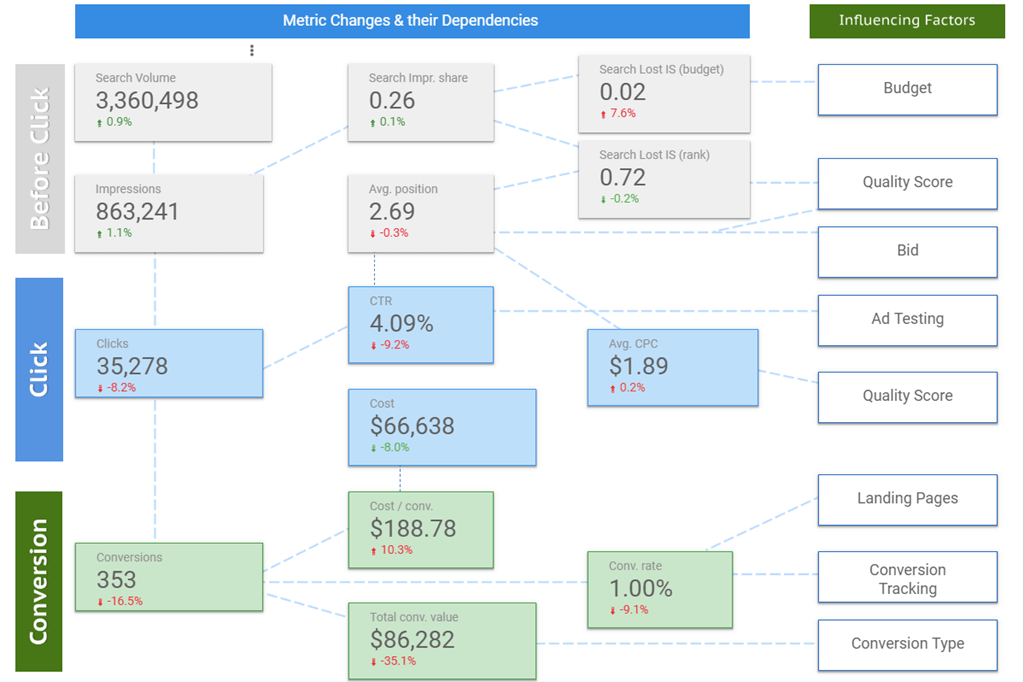 Metric Changes & their Dependencies
Influencing Factors
Before Click
Search Volume
3,360,498
0.9%
Search Impr. share
0.26
0.1%
Search Lost IS (budget)
0.02
7.6%
Budget
Search Lost IS (rank)
0.72
-0.2%
Quality Score
Impressions
863,241
1.1%
Avg. position
2.69
-0.3%
Bid
Click
CTR
4.09%
-9.2%
Ad Testing
Clicks
35,278
-8.2%
Avg. CPC
$1.89
0.2%
Quality Score
Cost
$66,638
-8.0%
Conversion
Cost / conv.
$188.78
10.3%
Landing Pages
Conversions
353
-16.5%
Conv. rate
1.00%
-9.1%
Conversion
Tracking
Total conv. value
$86,282
-35.1%
Conversion Type